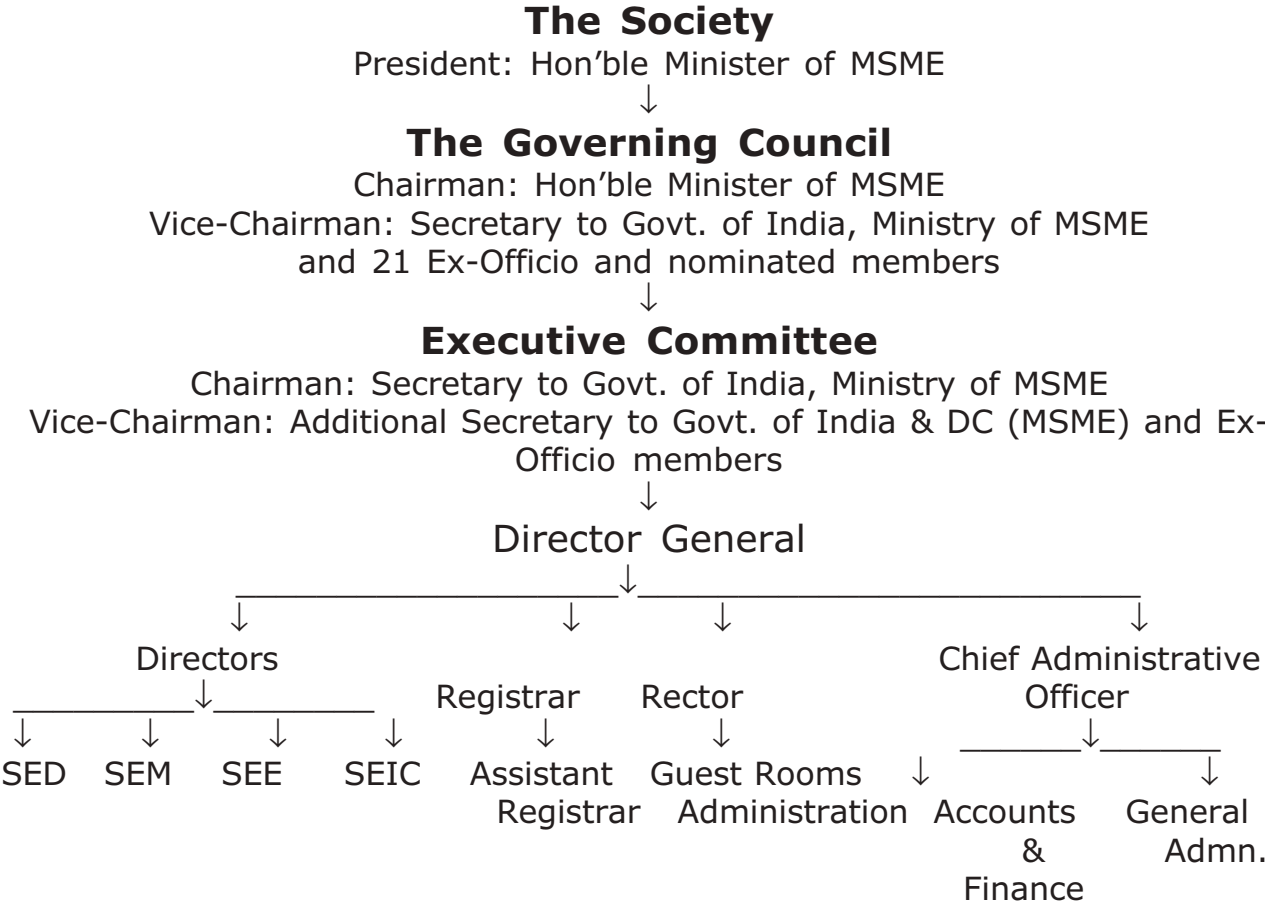 The Society
President: Hon’ble Minister of MSME
↓
The Governing Council
Chairman: Hon’ble Minister of MSME
Vice-Chairman: Secretary to Govt. of India, Ministry of MSME
and 21 Ex-Officio and nominated members
↓
Executive Committee
Chairman: Secretary to Govt. of India, Ministry of MSME
Vice-Chairman: Additional Secretary to Govt. of India & DC (MSME) and Ex-
Officio members
↓
Director General
↓
↓ ↓ ↓ ↓
Directors Chief Administrative
↓ Registrar Rector Officer
↓ ↓ ↓ ↓ ↓ ↓ ↓
SED SEM SEE SEIC Assistant Guest Rooms ↓ ↓
Registrar Administration Accounts General
& Admn.
Finance